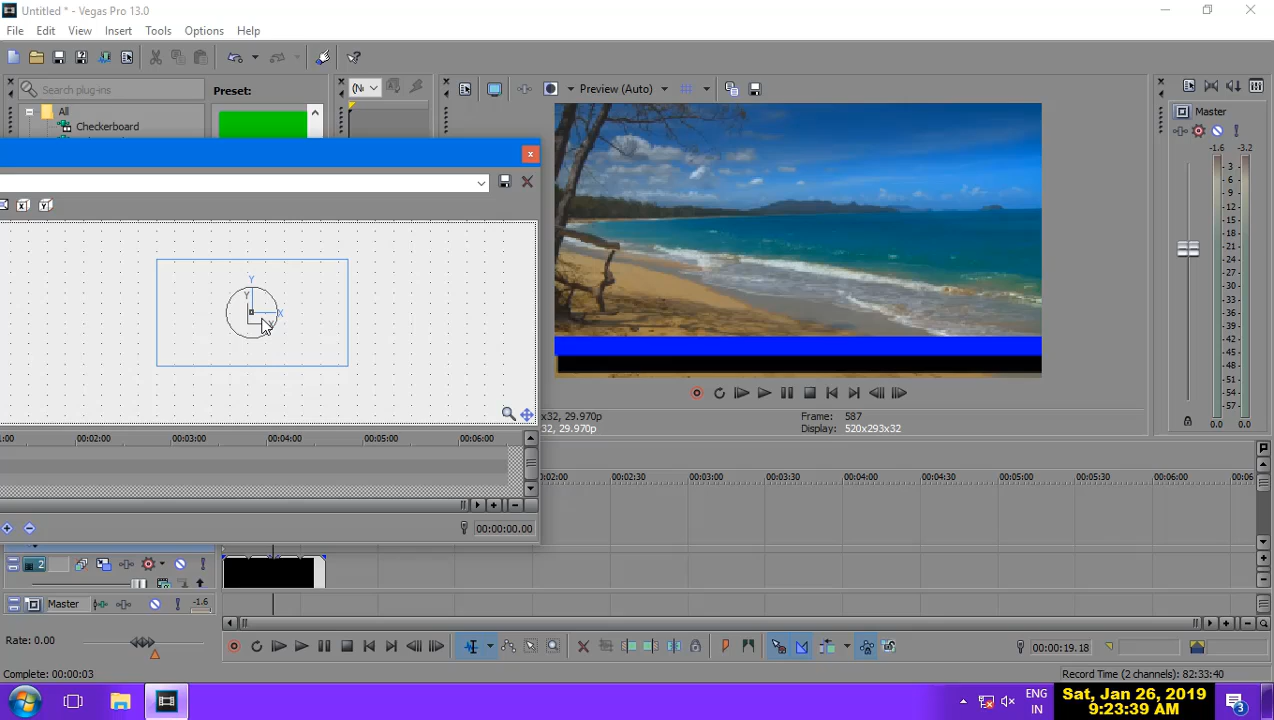 Untitled * - Vegas Pro 13.0
File Edit View Insert Tools Options Help
Search plug-ins
Preset:
Preview (Auto)
Master
All
Checkerboard
-1.6 -3.2
3
6
9
12
15
18
21
24
27
30
33
36
39
42
45
48
51
54
57
0.0 0.0
X Y
Y
Y
X
x32, 29.970p Frame: 587
x32, 29.970p Display: 520x293x32
1:00 00:02:00 00:03:00 00:04:00 00:05:00 00:06:00
:02:00 00:02:30 00:03:00 00:03:30 00:04:00 00:04:30 00:05:00 00:05:30 00:06:00 00:06
00:00:00.00
2
Master -1.6
Rate: 0.00
00:00:19.18
Complete: 00:00:03
Record Time (2 channels): 82:33:40
ENG
IN
Sat, Jan 26, 2019
9:23:39 AM
3